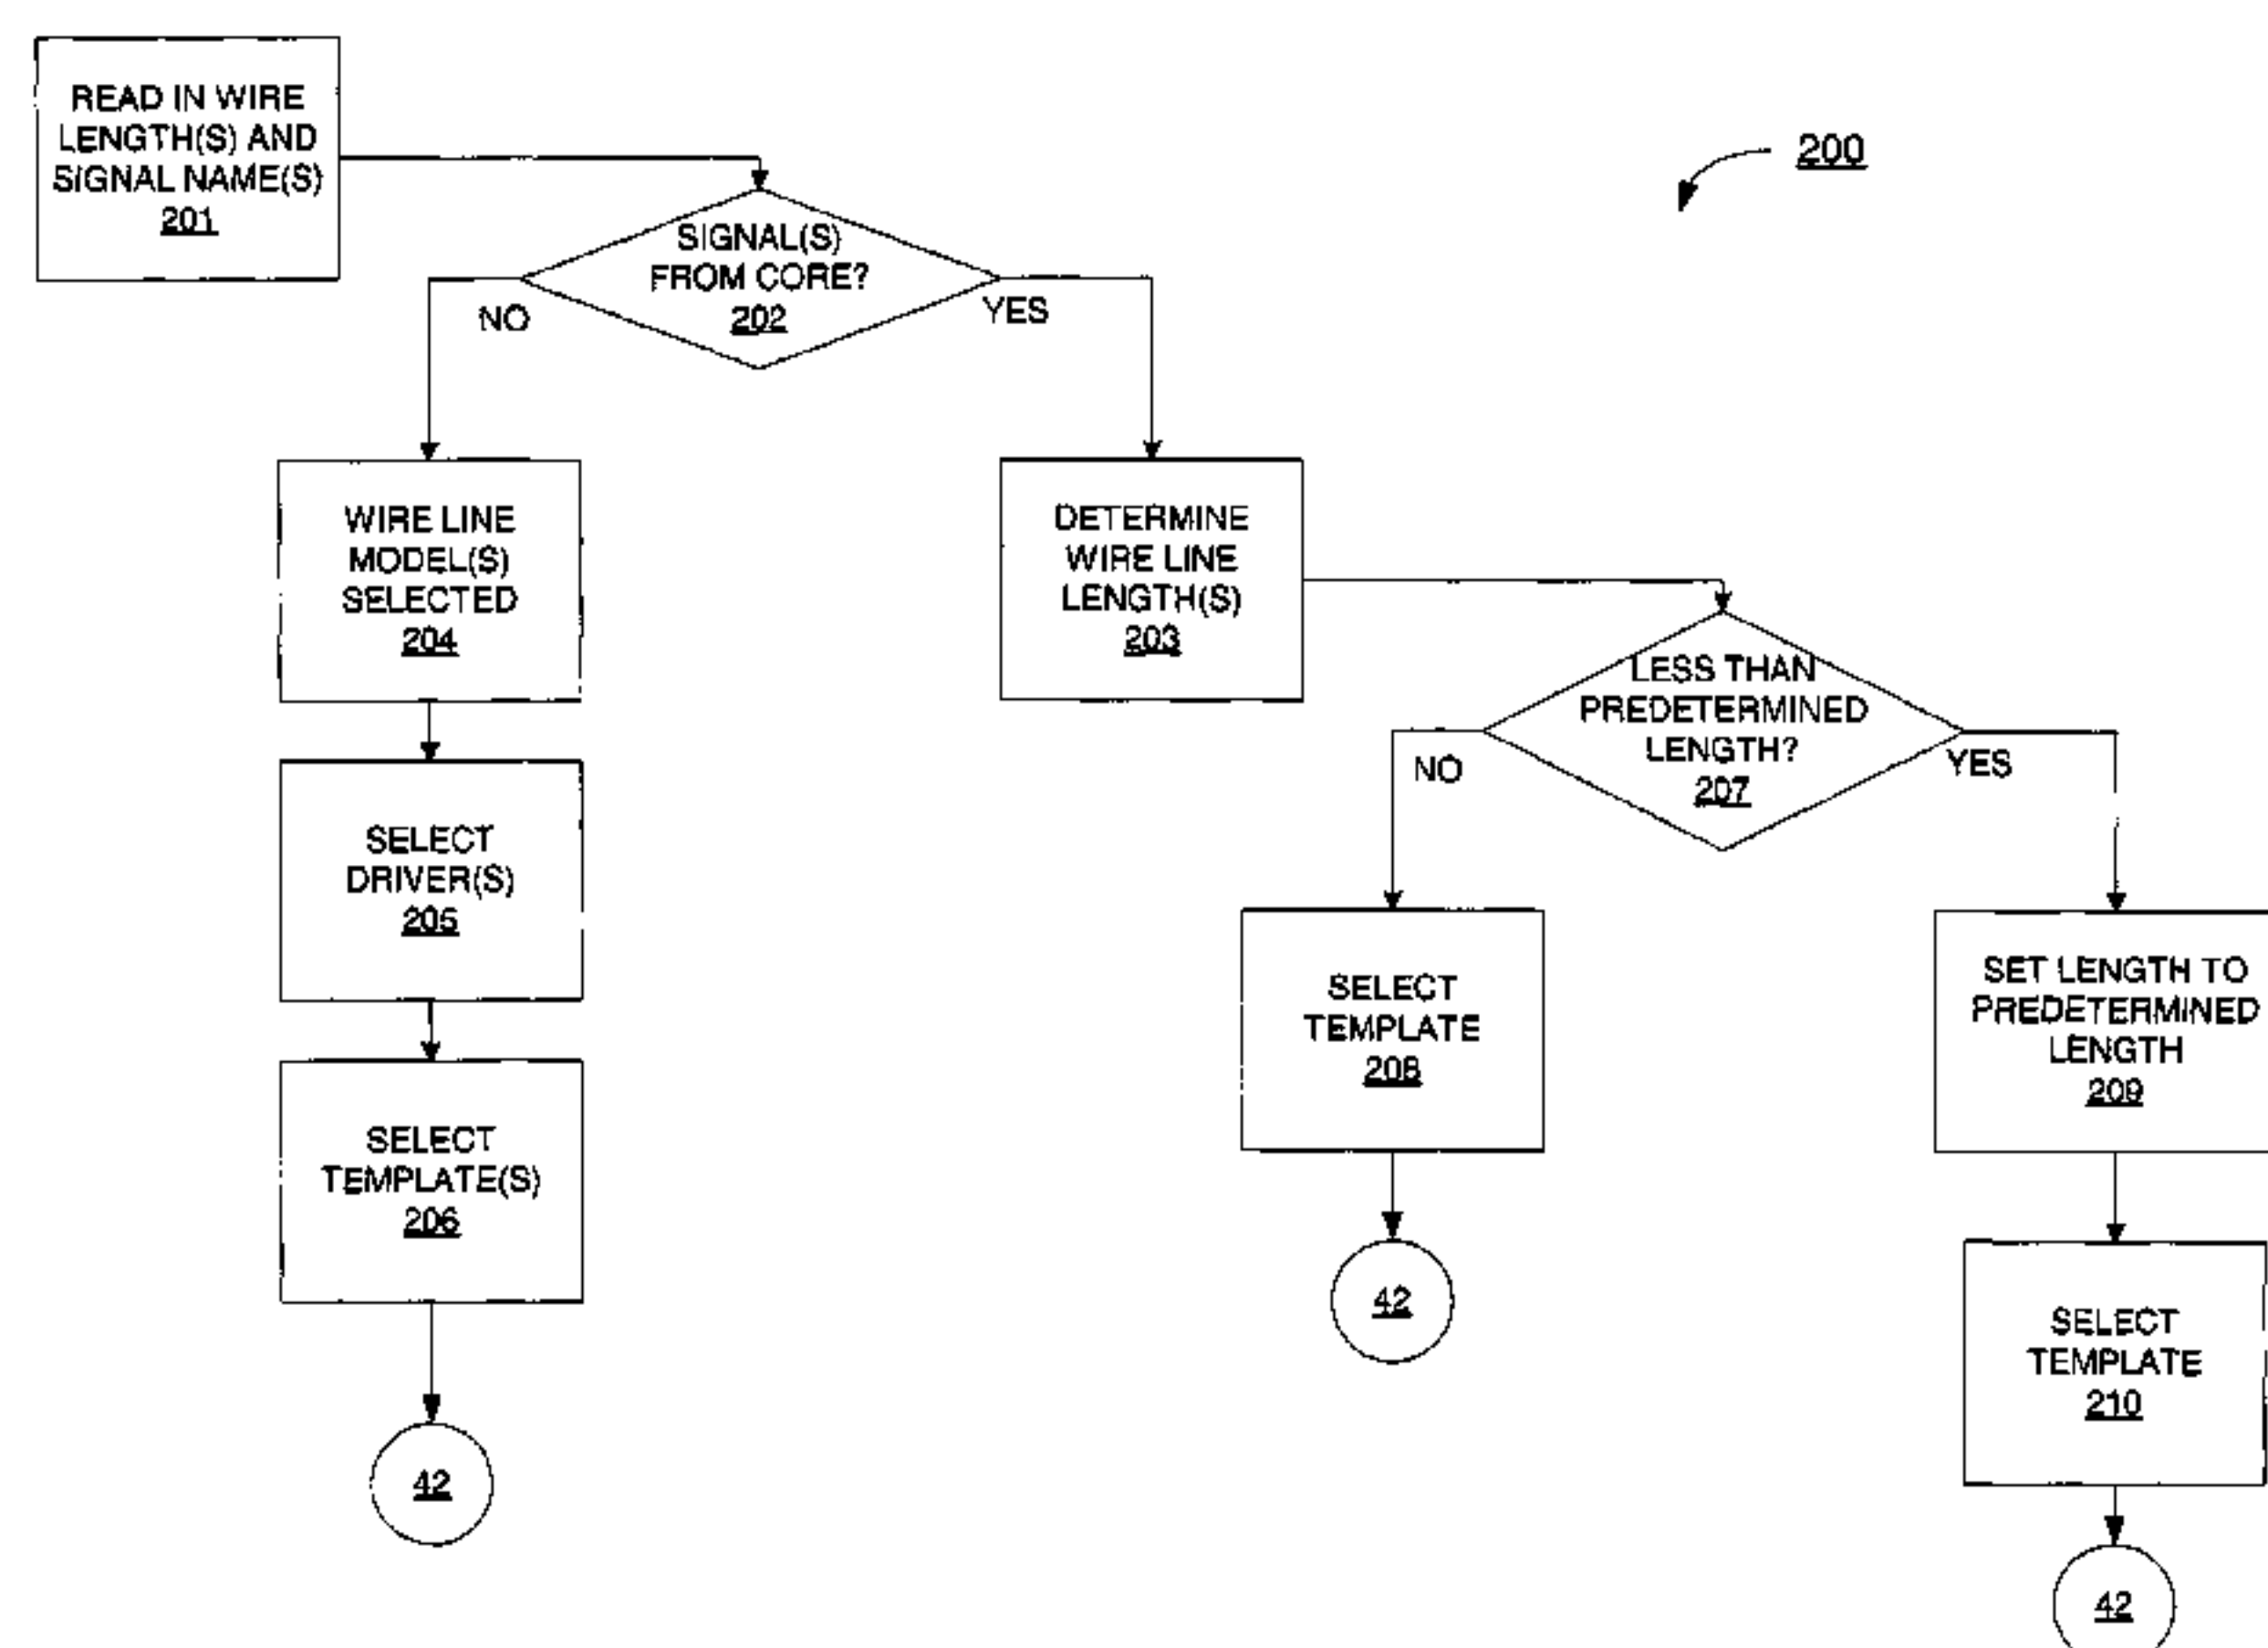 READ IN WIRE
LENGTH(S) AND
SIGNAL NAME(S)
201
200
SIGNAL(S)
FROM CORE?
202
NO
YES
WIRE LINE
MODEL(S)
SELECTED
204
DETERMINE
WIRE LINE
LENGTH(S)
203
LESS THAN
PREDETERMINED
LENGTH?
207
NO
YES
SELECT
DRIVER(S)
205
SELECT
TEMPLATE
208
SET LENGTH TO
PREDETERMINED
LENGTH
209
SELECT
TEMPLATE(S)
206
42
SELECT
TEMPLATE
210
42
42